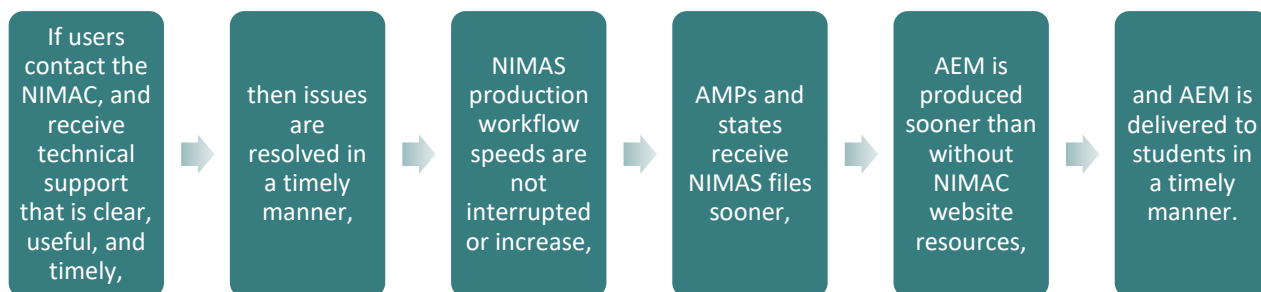 If users
contact the
NIMAC, and
receive
technical
support
that is clear,
useful, and
timely,
then issues
are
resolved in
a timely
manner,
NIMAS
production
workflow
speeds are
not
interrupted
or increase,
AMPs and
states
receive
NIMAS files
sooner,
AEM is
produced
sooner than
without
NIMAC
website
resources,
and AEM is
delivered to
students in
a timely
manner.